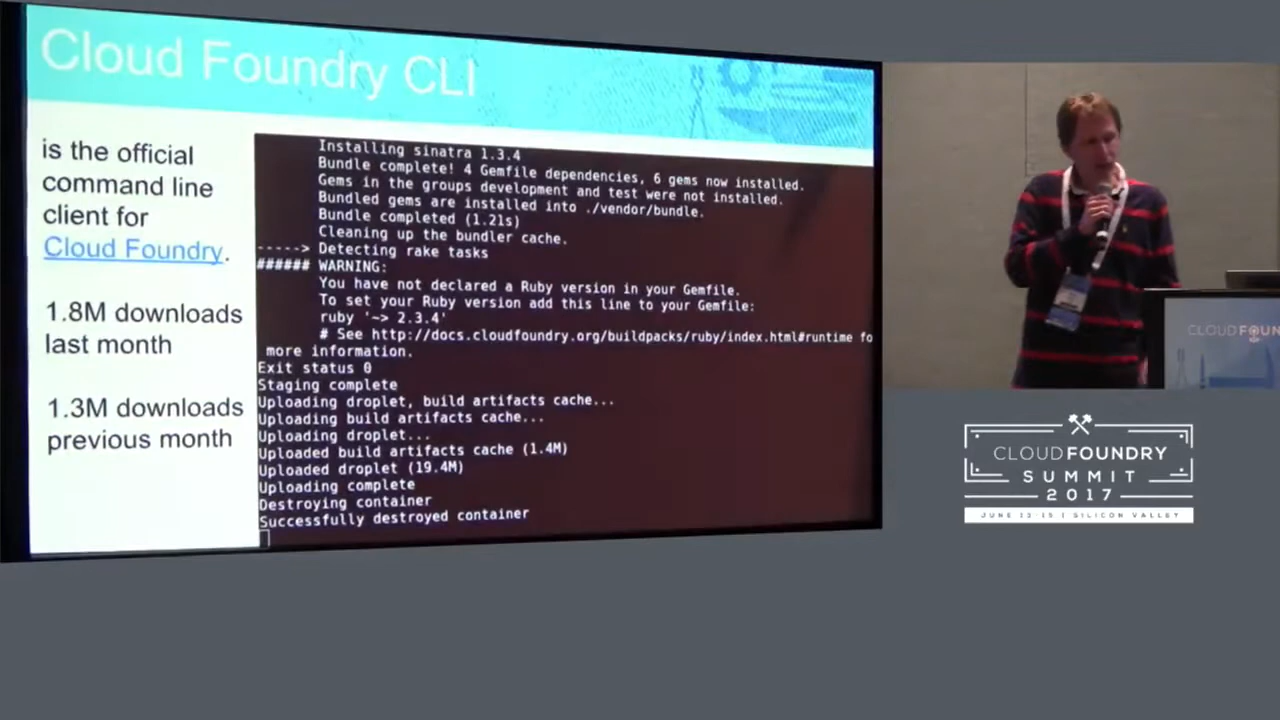 Cloud Foundry CLI
is the official
command line
client for
Cloud Foundry.
1.8M downloads
last month
1.3M downloads
previous month
Installing sinatra 1.3.4
Bundle complete! 4 Gemfile dependencies, 6 gems now installed.
Gems in the groups development and test were not installed.
Bundled gems are installed into ./vendor/bundle.
Bundle completed (1.21s)
Cleaning up the bundler cache.
-----> Detecting rake tasks
###### WARNING:
You have not declared a Ruby version in your Gemfile.
To set your Ruby version add this line to your Gemfile:
ruby '~> 2.3.4'
# See http://docs.cloudfoundry.org/buildpacks/ruby/index.html#runtime fo
more information.
Exit status 0
Staging complete
Uploading droplet, build artifacts cache...
Uploading build artifacts cache...
Uploading droplet...
Uploaded build artifacts cache (1.4M)
Uploaded droplet (19.4M)
Uploading complete
Destroying container
Successfully destroyed container
CLOUD FOUN
CLOUD FOUNDRY
SUMMIT
2017
JUNE 13-15 | SILICON VALLEY